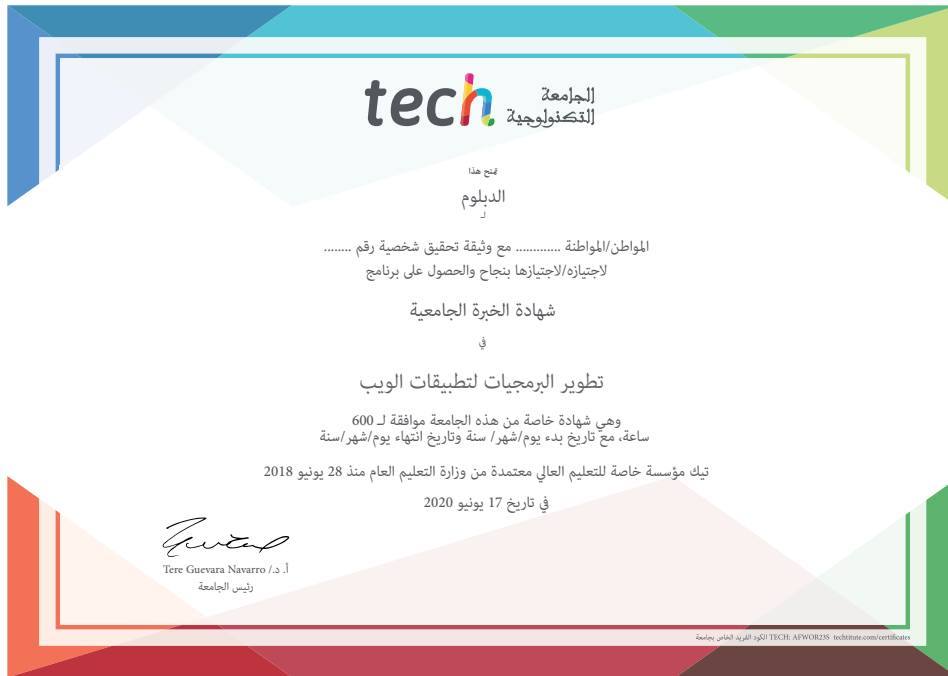 tech الجامعة
التكنولوجية
يمنح هذا
الدبلوم
لـ
المواطن/المواطنة ............. مع وثيقة تحقيق شخصية رقم ........
لاجتيازه/لاجتيازها بنجاح والحصول على برنامج
شهادة الخبرة الجامعية
في
تطوير البرمجيات لتطبيقات الويب
وهي شهادة خاصة من هذه الجامعة موافقة لـ 600
ساعة، مع تاريخ بدء يوم/شهر/ سنة وتاريخ انتهاء يوم/شهر/سنة
تيك مؤسسة خاصة للتعليم العالي معتمدة من وزارة التعليم العام منذ 28 يونيو 2018
في تاريخ 17 يونيو 2020
أ. د./ Tere Guevara Navarro
رئيس الجامعة
الكود الفريد الخاص بجامعة TECH: AFWOR23S techtitute.com/certificates